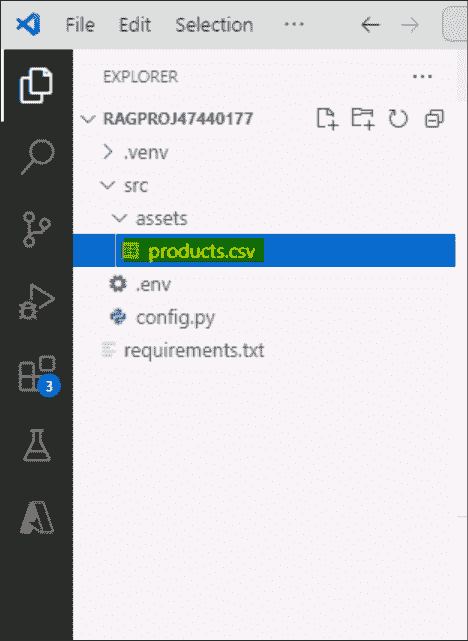 File Edit Selection ...
EXPLORER ...
RAGPROJ47440177
.venv
src
assets
products.csv
.env
config.py
requirements.txt
3